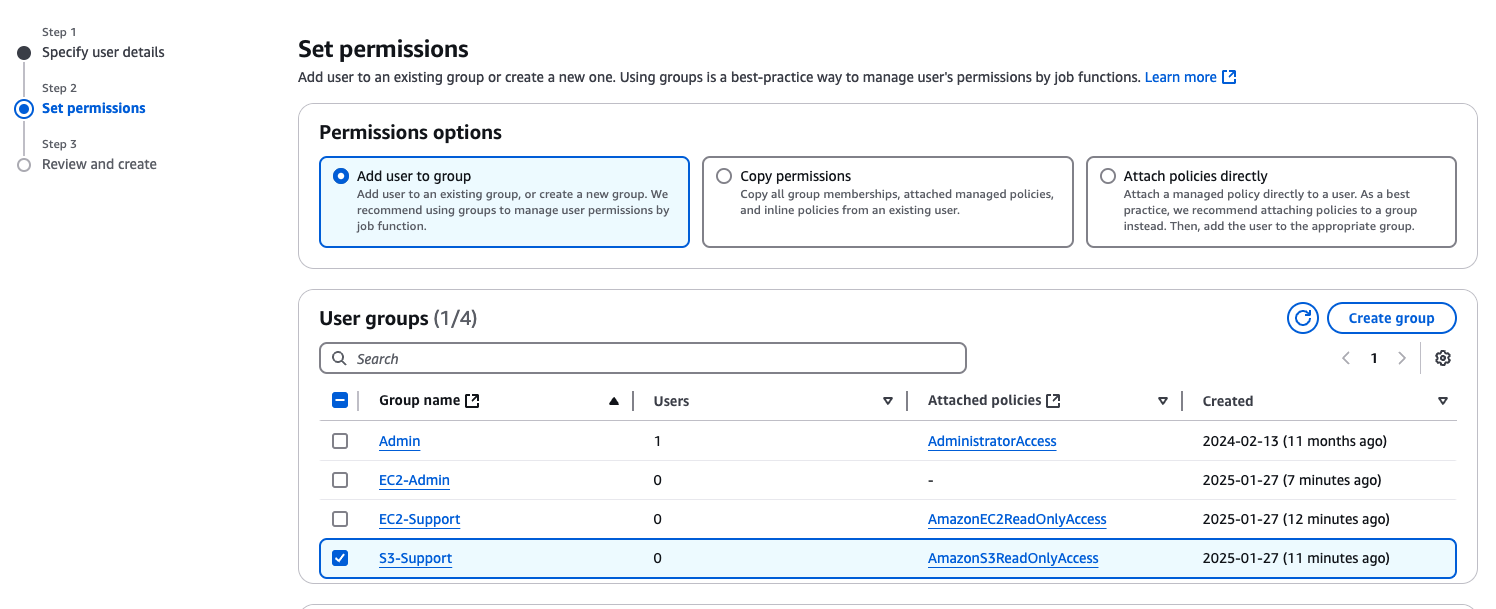 Step 1
Specify user details
Step 2
Set permissions
Step 3
Review and create
Set permissions
Add user to an existing group or create a new one. Using groups is a best-practice way to manage user's permissions by job functions. Learn more
Permissions options
Add user to group
Add user to an existing group, or create a new group. We
recommend using groups to manage user permissions by
job function.
Copy permissions
Copy all group memberships, attached managed policies,
and inline policies from an existing user.
Attach policies directly
Attach a managed policy directly to a user. As a best
practice, we recommend attaching policies to a group
instead. Then, add the user to the appropriate group.
User groups (1/4)
Create group
Search
1
Group name Users Attached policies Created
Admin 1 AdministratorAccess 2024-02-13 (11 months ago)
EC2-Admin 0 - 2025-01-27 (7 minutes ago)
EC2-Support 0 AmazonEC2ReadOnlyAccess 2025-01-27 (12 minutes ago)
S3-Support 0 AmazonS3ReadOnlyAccess 2025-01-27 (11 minutes ago)